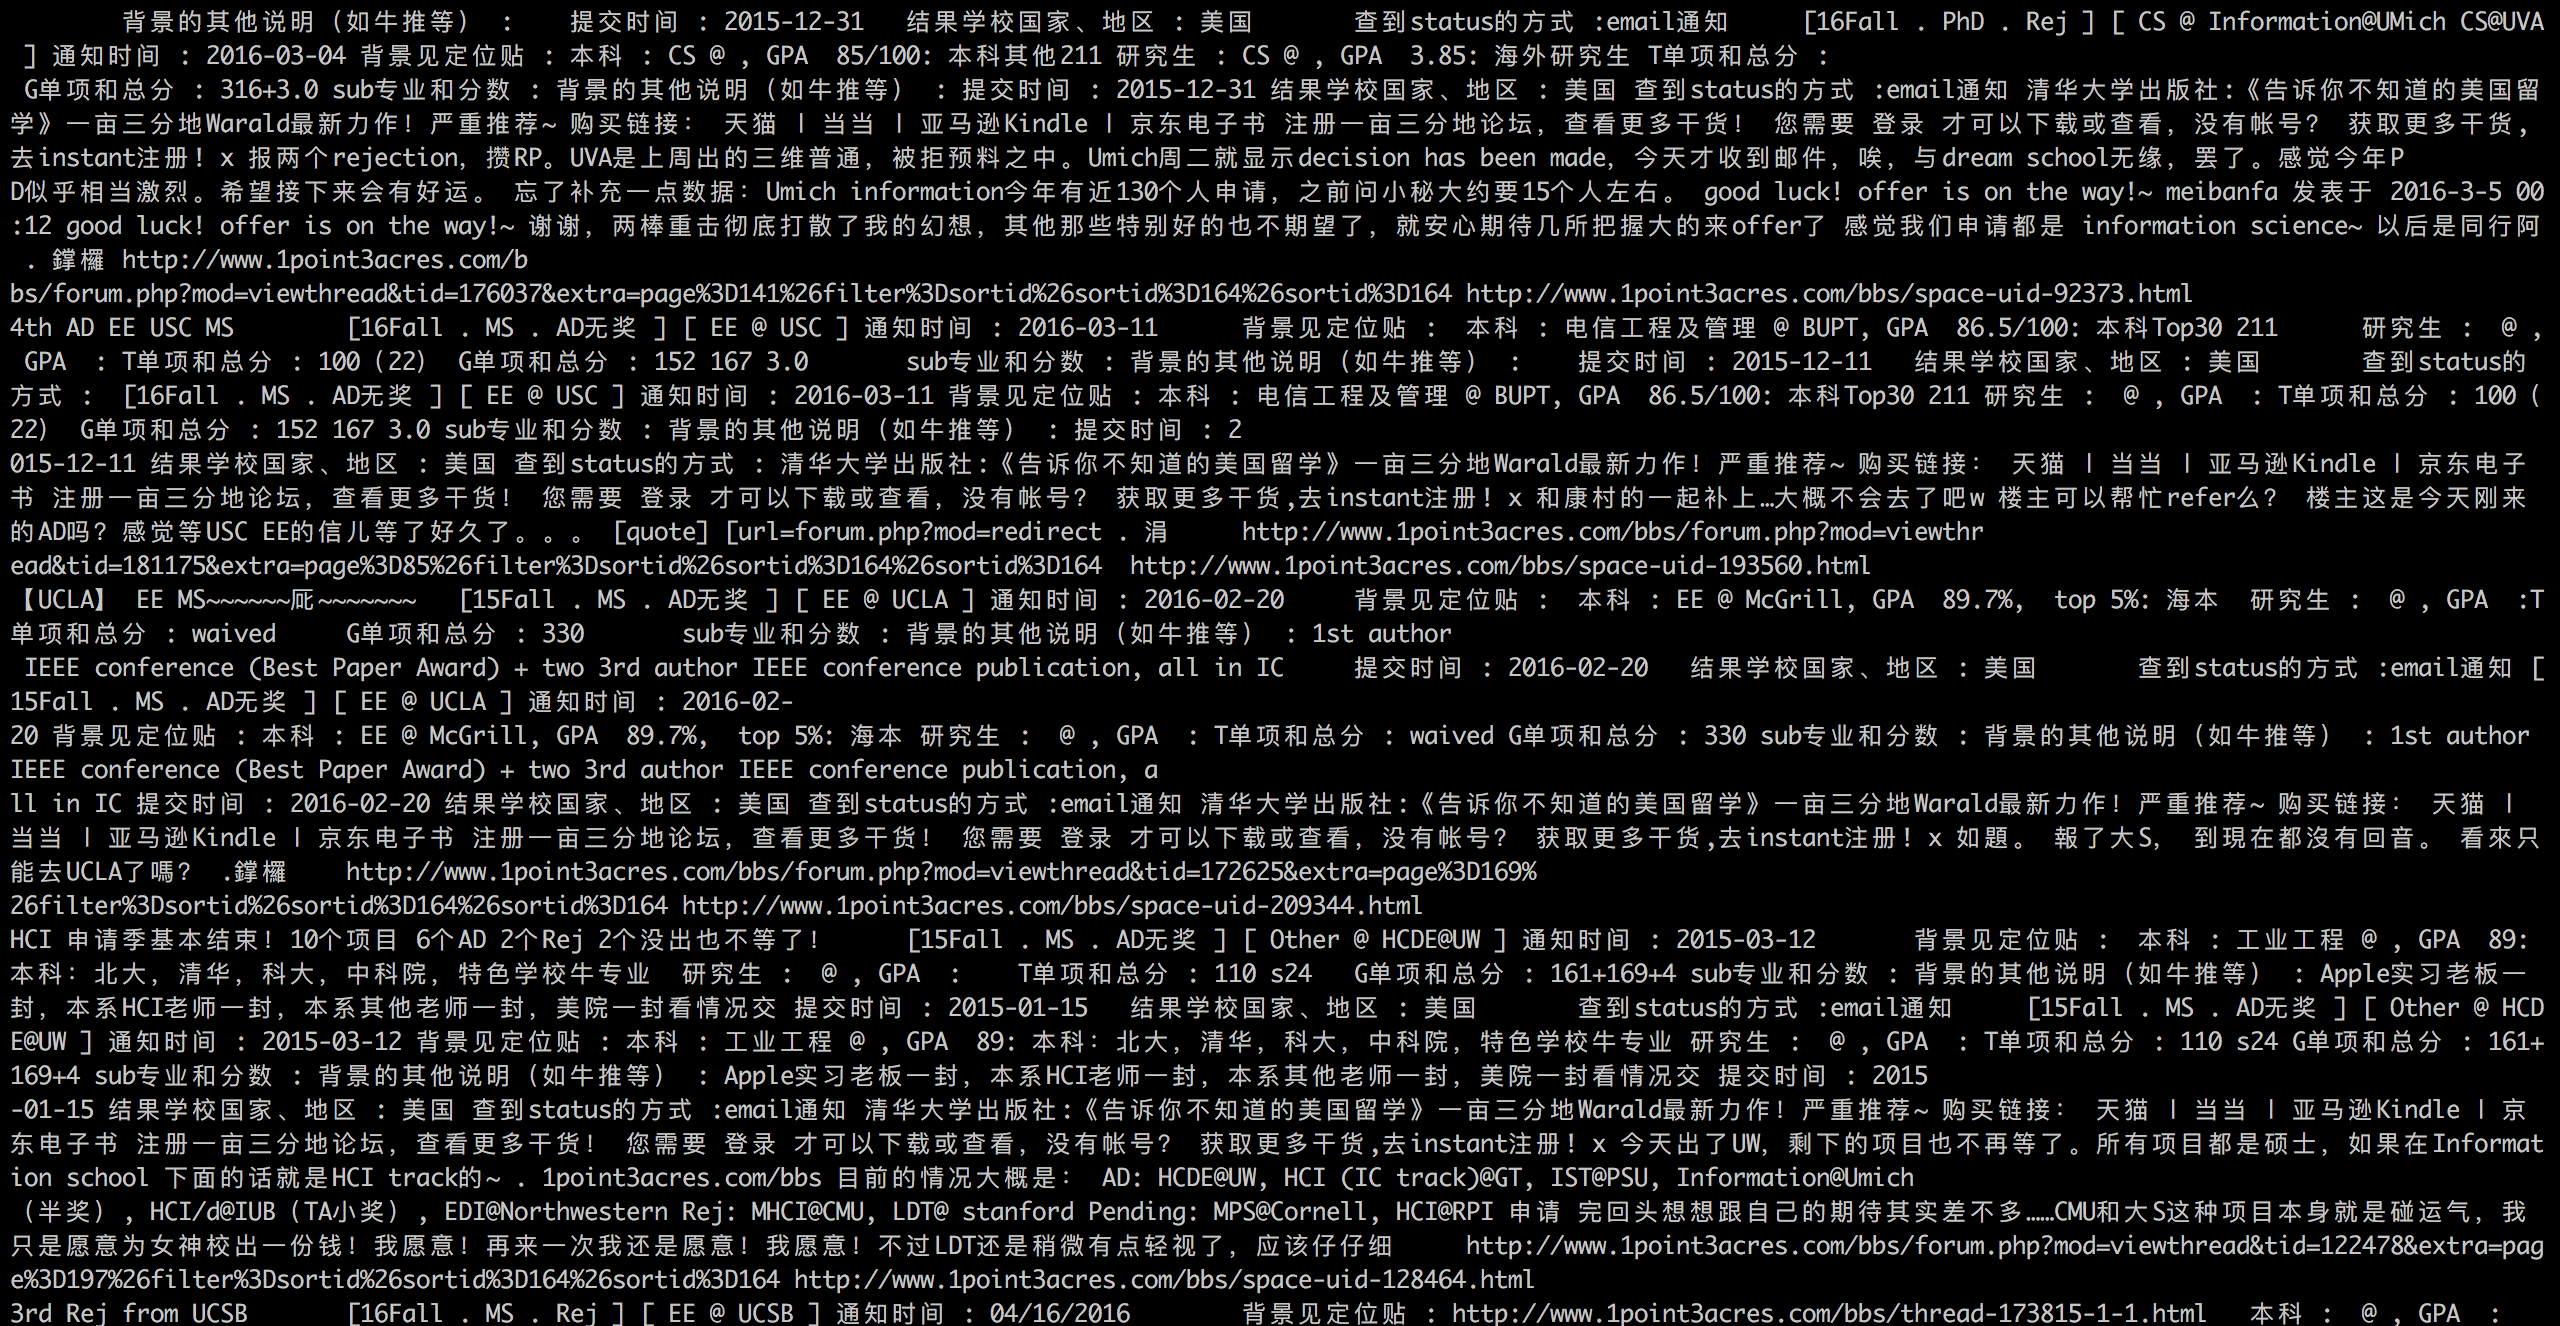 背景的其他说明（如牛推等） : 提交时间 : 2015-12-31 结果学校国家、地区 : 美国 查到status的方式 :email通知 [16Fall . PhD . Rej ] [ CS @ Information@UMich CS@UVA
] 通知时间 : 2016-03-04 背景见定位贴 : 本科 : CS @ , GPA 85/100: 本科其他211 研究生 : CS @ , GPA 3.85: 海外研究生 T单项和总分 :
G单项和总分 : 316+3.0 sub专业和分数 : 背景的其他说明（如牛推等） : 提交时间 : 2015-12-31 结果学校国家、地区 : 美国 查到status的方式 :email通知 清华大学出版社:《告诉你不知道的美国留
学》一亩三分地Warald最新力作! 严重推荐~ 购买链接: 天猫 | 当当 | 亚马逊Kindle | 京东电子书 注册一亩三分地论坛, 查看更多干货! 您需要 登录 才可以下载或查看, 没有帐号? 获取更多干货,
去instant注册! x 报两个rejection, 攒RP。UVA是上周出的三维普通, 被拒预料之中。Umich周二就显示decision has been made, 今天才收到邮件, 唉, 与dream school无缘, 罢了。感觉今年P
D似乎相当激烈。希望接下来会有好运。 忘了补充一点数据: Umich information今年有近130个人申请, 之前问小秘大约要15个人左右。 good luck! offer is on the way!~ meibanfa 发表于 2016-3-5 00
:12 good luck! offer is on the way!~ 谢谢, 两棒重击彻底打散了我的幻想, 其他那些特别好的也不期望了, 就安心期待几所把握大的来offer了 感觉我们申请都是 information science~ 以后是同行阿
. 鐣欏 http://www.1point3acres.com/b
bs/forum.php?mod=viewthread&tid=176037&extra=page%3D141%26filter%3Dsortid%26sortid%3D164%26sortid%3D164 http://www.1point3acres.com/bbs/space-uid-92373.html
4th AD EE USC MS [16Fall . MS . AD无奖 ] [ EE @ USC ] 通知时间 : 2016-03-11 背景见定位贴 : 本科 : 电信工程及管理 @ BUPT, GPA 86.5/100: 本科Top30 211 研究生 : @ ,
GPA : T单项和总分 : 100（22） G单项和总分 : 152 167 3.0 sub专业和分数 : 背景的其他说明（如牛推等） : 提交时间 : 2015-12-11 结果学校国家、地区 : 美国 查到status的
方式 : [16Fall . MS . AD无奖 ] [ EE @ USC ] 通知时间 : 2016-03-11 背景见定位贴 : 本科 : 电信工程及管理 @ BUPT, GPA 86.5/100: 本科Top30 211 研究生 : @ , GPA : T单项和总分 : 100（
22） G单项和总分 : 152 167 3.0 sub专业和分数 : 背景的其他说明（如牛推等） : 提交时间 : 2
015-12-11 结果学校国家、地区 : 美国 查到status的方式 : 清华大学出版社:《告诉你不知道的美国留学》一亩三分地Warald最新力作! 严重推荐~ 购买链接: 天猫 | 当当 | 亚马逊Kindle | 京东电子
书 注册一亩三分地论坛, 查看更多干货! 您需要 登录 才可以下载或查看, 没有帐号? 获取更多干货,去instant注册! x 和康村的一起补上…大概不会去了吧w 楼主可以帮忙refer么? 楼主这是今天刚来
的AD吗? 感觉等USC EE的信儿等了好久了。。。 [quote] [url=forum.php?mod=redirect . 涓 http://www.1point3acres.com/bbs/forum.php?mod=viewthr
ead&tid=181175&extra=page%3D85%26filter%3Dsortid%26sortid%3D164%26sortid%3D164 http://www.1point3acres.com/bbs/space-uid-193560.html
【UCLA】 EE MS~~~~~~厑~~~~~~~ [15Fall . MS . AD无奖 ] [ EE @ UCLA ] 通知时间 : 2016-02-20 背景见定位贴 : 本科 : EE @ McGrill, GPA 89.7%, top 5%: 海本 研究生 : @ , GPA :T
单项和总分 : waived G单项和总分 : 330 sub专业和分数 : 背景的其他说明（如牛推等） : 1st author
IEEE conference (Best Paper Award) + two 3rd author IEEE conference publication, all in IC 提交时间 : 2016-02-20 结果学校国家、地区 : 美国 查到status的方式 :email通知 [
15Fall . MS . AD无奖 ] [ EE @ UCLA ] 通知时间 : 2016-02-
20 背景见定位贴 : 本科 : EE @ McGrill, GPA 89.7%, top 5%: 海本 研究生 : @ , GPA : T单项和总分 : waived G单项和总分 : 330 sub专业和分数 : 背景的其他说明（如牛推等） : 1st author
IEEE conference (Best Paper Award) + two 3rd author IEEE conference publication, a
ll in IC 提交时间 : 2016-02-20 结果学校国家、地区 : 美国 查到status的方式 :email通知 清华大学出版社:《告诉你不知道的美国留学》一亩三分地Warald最新力作! 严重推荐~ 购买链接: 天猫 |
当当 | 亚马逊Kindle | 京东电子书 注册一亩三分地论坛, 查看更多干货! 您需要 登录 才可以下载或查看, 没有帐号? 获取更多干货,去instant注册! x 如題。 報了大S, 到現在都沒有回音。 看來只
能去UCLA了嗎? .鐣欏 http://www.1point3acres.com/bbs/forum.php?mod=viewthread&tid=172625&extra=page%3D169%
26filter%3Dsortid%26sortid%3D164%26sortid%3D164 http://www.1point3acres.com/bbs/space-uid-209344.html
HCI 申请季基本结束! 10个项目 6个AD 2个Rej 2个没出也不等了! [15Fall . MS . AD无奖 ] [ Other @ HCDE@UW ] 通知时间 : 2015-03-12 背景见定位贴 : 本科 : 工业工程 @ , GPA 89:
本科: 北大, 清华, 科大, 中科院, 特色学校牛专业 研究生 : @ , GPA : T单项和总分 : 110 s24 G单项和总分 : 161+169+4 sub专业和分数 : 背景的其他说明（如牛推等） : Apple实习老板一
封, 本系HCI老师一封, 本系其他老师一封, 美院一封看情况交 提交时间 : 2015-01-15 结果学校国家、地区 : 美国 查到status的方式 :email通知 [15Fall . MS . AD无奖 ] [ Other @ HCD
E@UW ] 通知时间 : 2015-03-12 背景见定位贴 : 本科 : 工业工程 @ , GPA 89: 本科: 北大, 清华, 科大, 中科院, 特色学校牛专业 研究生 : @ , GPA : T单项和总分 : 110 s24 G单项和总分 : 161+
169+4 sub专业和分数 : 背景的其他说明（如牛推等） : Apple实习老板一封, 本系HCI老师一封, 本系其他老师一封, 美院一封看情况交 提交时间 : 2015
-01-15 结果学校国家、地区 : 美国 查到status的方式 :email通知 清华大学出版社:《告诉你不知道的美国留学》一亩三分地Warald最新力作! 严重推荐~ 购买链接: 天猫 | 当当 | 亚马逊Kindle | 京
东电子书 注册一亩三分地论坛, 查看更多干货! 您需要 登录 才可以下载或查看, 没有帐号? 获取更多干货,去instant注册! x 今天出了UW, 剩下的项目也不再等了。所有项目都是硕士, 如果在Informat
ion school 下面的话就是HCI track的~ . 1point3acres.com/bbs 目前的情况大概是: AD: HCDE@UW, HCI (IC track)@GT, IST@PSU, Information@Umich
（半奖）, HCI/d@IUB（TA小奖）, EDI@Northwestern Rej: MHCI@CMU, LDT@ stanford Pending: MPS@Cornell, HCI@RPI 申请 完回头想想跟自己的期待其实差不多……CMU和大S这种项目本身就是碰运气, 我
只是愿意为女神校出一份钱! 我愿意! 再来一次我还是愿意! 我愿意! 不过LDT还是稍微有点轻视了, 应该仔仔细 http://www.1point3acres.com/bbs/forum.php?mod=viewthread&tid=122478&extra=pag
e%3D197%26filter%3Dsortid%26sortid%3D164%26sortid%3D164 http://www.1point3acres.com/bbs/space-uid-128464.html
3rd Rej from UCSB [16Fall . MS . Rej ] [ EE @ UCSB ] 通知时间 : 04/16/2016 背景见定位贴 : http://www.1point3acres.com/bbs/thread-173815-1-1.html 本科 : @ , GPA :